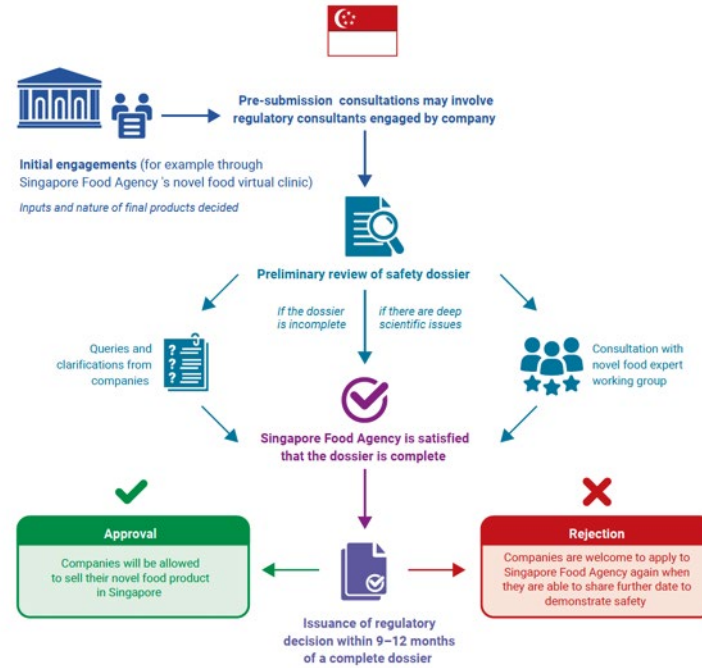 Pre-submission consultations may involve
regulatory consultants engaged by company
Initial engagements (for example through
Singapore Food Agency 's novel food virtual clinic)
Inputs and nature of final products decided
Preliminary review of safety dossier
If the dossier
is incomplete
if there are deep
scientific issues
Queries and
clarifications from
companies
? 
? 
? 
Consultation with
novel food expert
working group
Singapore Food Agency is satisfied
that the dossier is complete
Approval
Companies will be allowed
to sell their novel food product
in Singapore
Rejection
Companies are welcome to apply to
Singapore Food Agency again when
they are able to share further date to
demonstrate safety
Issuance of regulatory
decision within 9–12 months
of a complete dossier